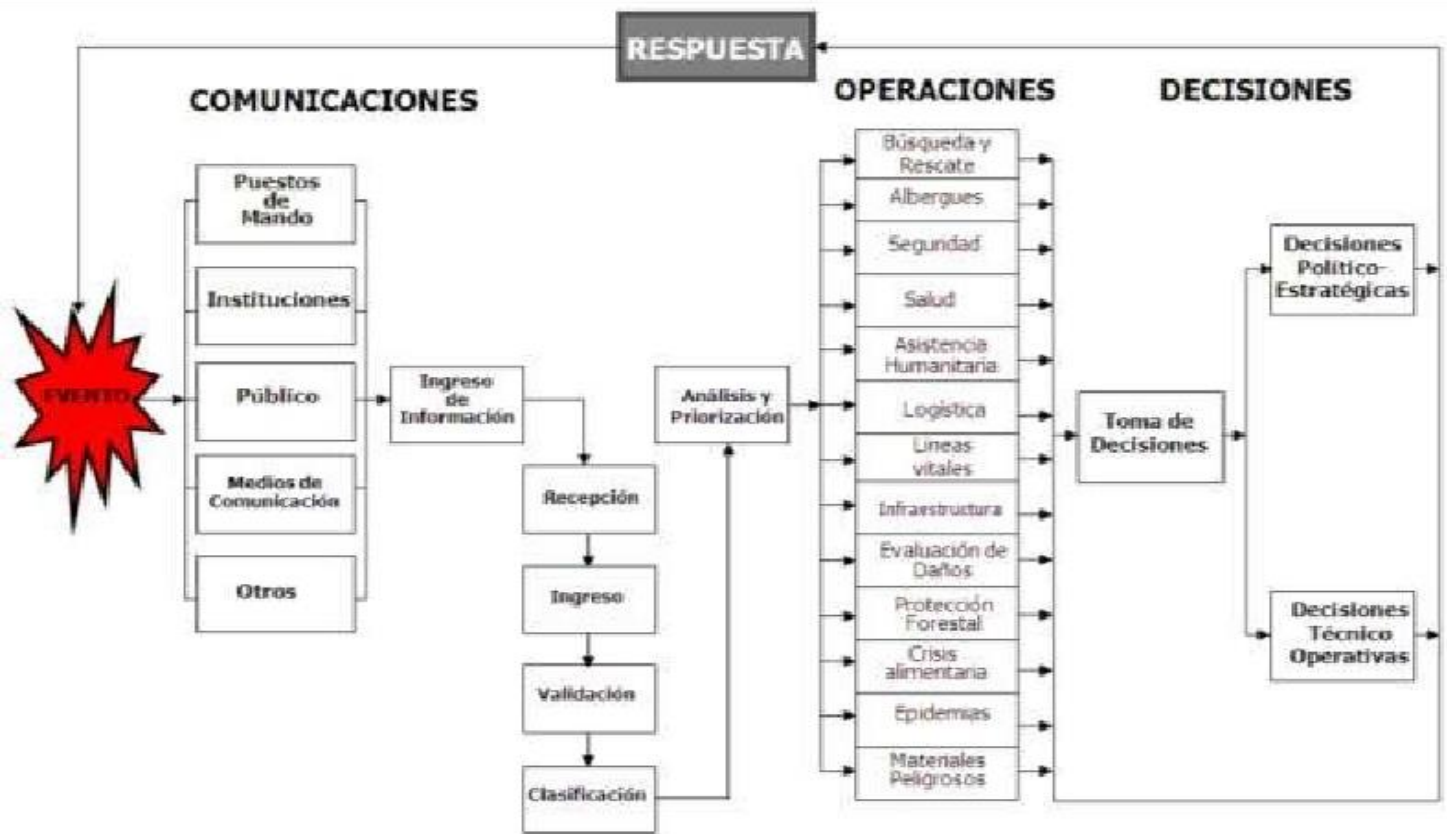 RESPUESTA
COMUNICACIONES
OPERACIONES
DECISIONES
EVENTO
Puestos
de
Mando
Instituciones
Público
Medios de
Comunicación
Otros
Ingreso
de
Información
Recepción
Ingreso
Validación
Clasificación
Análisis y
Priorización
Búsqueda y
Rescate
Albergues
Seguridad
Salud
Asistencia
Humanitaria
Logística
Lineas
vitales
Infraestructura
Evaluación de
Daños
Protección
Forestal
Crisis
alimentaria
Epidemias
Materiales
Peligrosos
Toma de
Decisiones
Decisiones
Político-
Estratégicas
Decisiones
Técnico
Operativas